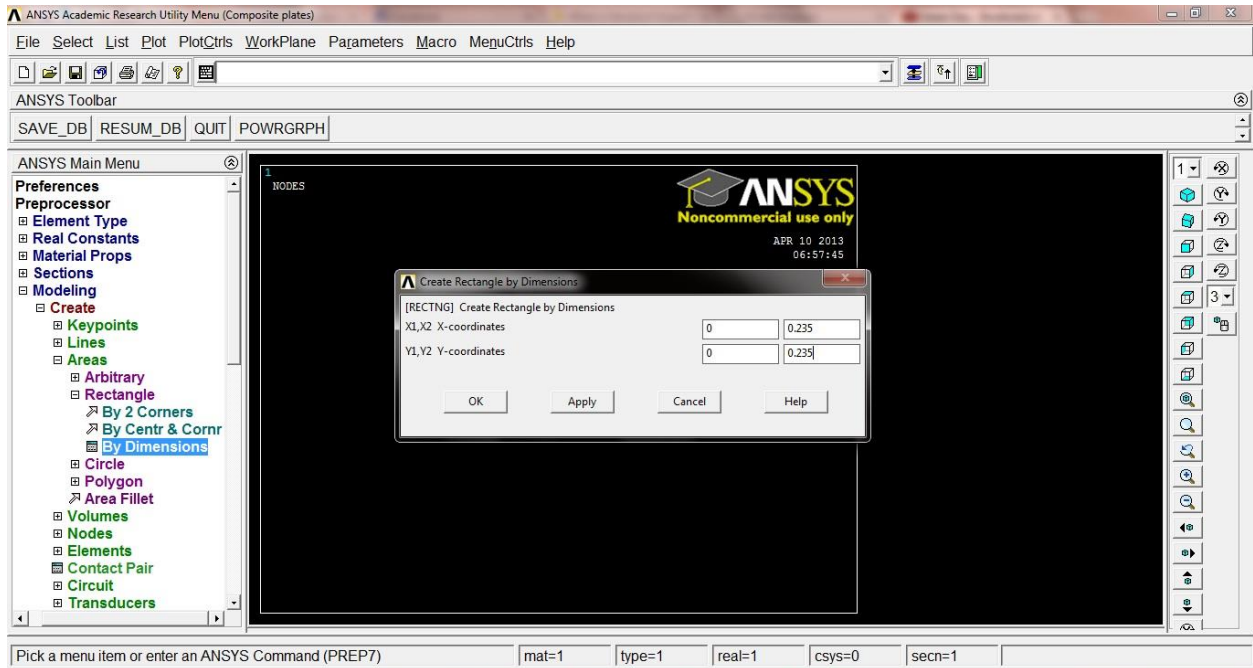 ANSYS Academic Research Utility Menu (Composite plates)
File Select List Plot PlotCtrls WorkPlane Parameters Macro MenuCtrls Help
ANSYS Toolbar
SAVE_DB RESUM_DB QUIT POWRGRPH
ANSYS Main Menu
Preferences
Preprocessor
Element Type
Real Constants
Material Props
Sections
Modeling
Create
Keypoints
Lines
Areas
Arbitrary
Rectangle
By 2 Corners
By Centr & Cornr
By Dimensions
Circle
Polygon
Area Fillet
Volumes
Nodes
Elements
Contact Pair
Circuit
Transducers
1
NODES
ANSYS
Noncommercial use only
APR 10 2013
06:57:45
Create Rectangle by Dimensions
[RECTNG] Create Rectangle by Dimensions
X1,X2 X-coordinates 0 0.235
Y1,Y2 Y-coordinates 0 0.235
OK Apply Cancel Help
1
3
Pick a menu item or enter an ANSYS Command (PREP7) mat=1 type=1 real=1 csys=0 secn=1